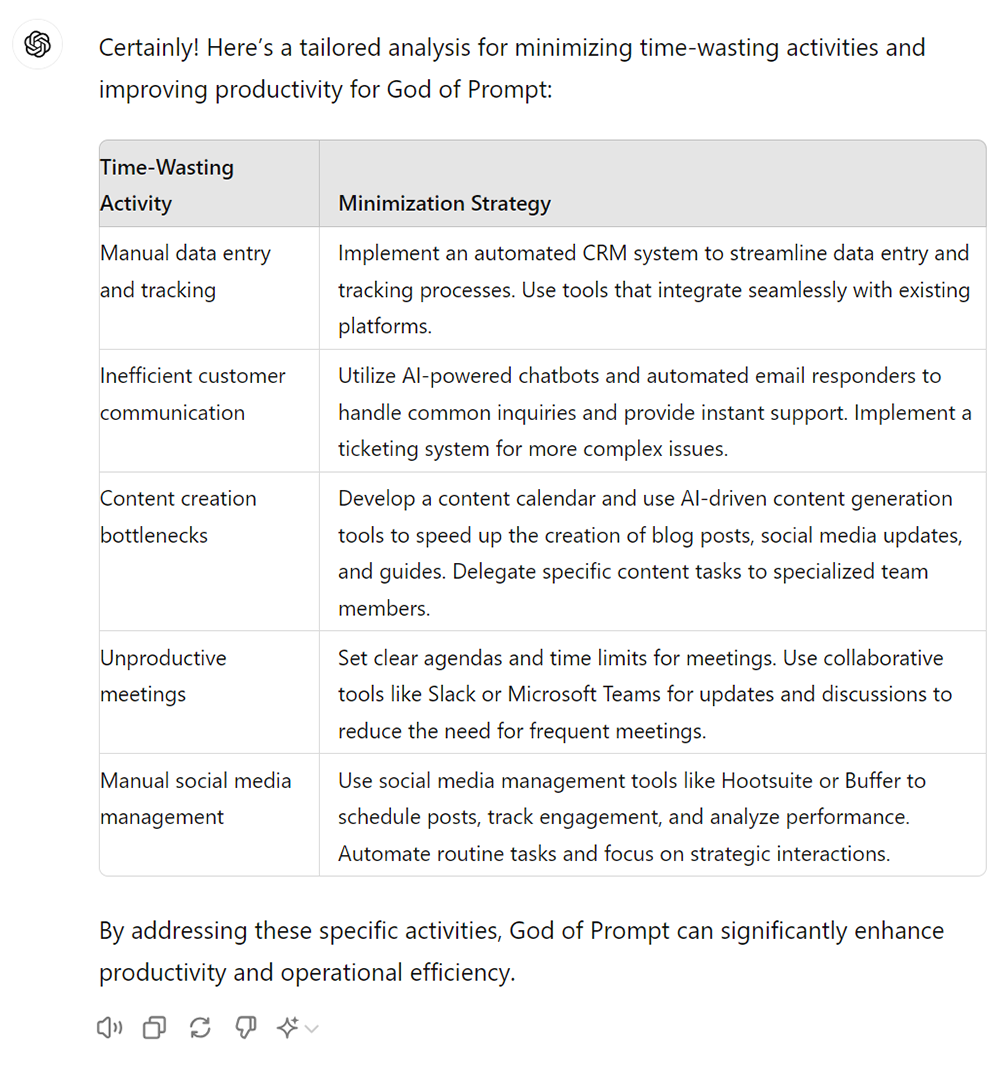 Certainly! Here’s a tailored analysis for minimizing time-wasting activities and
improving productivity for God of Prompt:
Time-Wasting
Activity
Minimization Strategy
Manual data entry
and tracking
Implement an automated CRM system to streamline data entry and
tracking processes. Use tools that integrate seamlessly with existing
platforms.
Inefficient customer
communication
Utilize AI-powered chatbots and automated email responders to
handle common inquiries and provide instant support. Implement a
ticketing system for more complex issues.
Content creation
bottlenecks
Develop a content calendar and use AI-driven content generation
tools to speed up the creation of blog posts, social media updates,
and guides. Delegate specific content tasks to specialized team
members.
Unproductive
meetings
Set clear agendas and time limits for meetings. Use collaborative
tools like Slack or Microsoft Teams for updates and discussions to
reduce the need for frequent meetings.
Manual social media
management
Use social media management tools like Hootsuite or Buffer to
schedule posts, track engagement, and analyze performance.
Automate routine tasks and focus on strategic interactions.
By addressing these specific activities, God of Prompt can significantly enhance
productivity and operational efficiency.